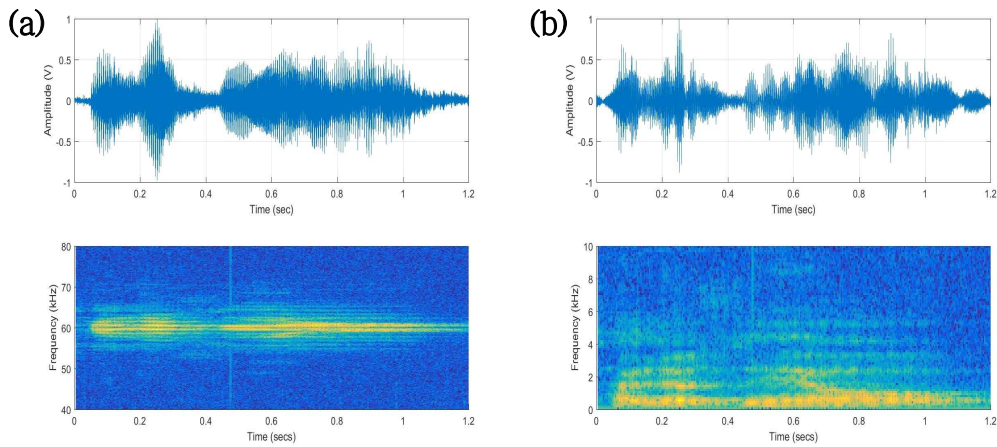 (a)
1
0.5
0
-0.5
-1
Amplitude (V)
0 0.2 0.4 0.6 0.8 1 1.2
Time (sec)
80
70
60
50
40
Frequency (kHz)
0 0.2 0.4 0.6 0.8 1 1.2
Time (secs)
(b)
1
0.5
0
-0.5
-1
Amplitude (V)
0 0.2 0.4 0.6 0.8 1 1.2
Time (sec)
10
8
6
4
2
0
Frequency (kHz)
0 0.2 0.4 0.6 0.8 1 1.2
Time (secs)